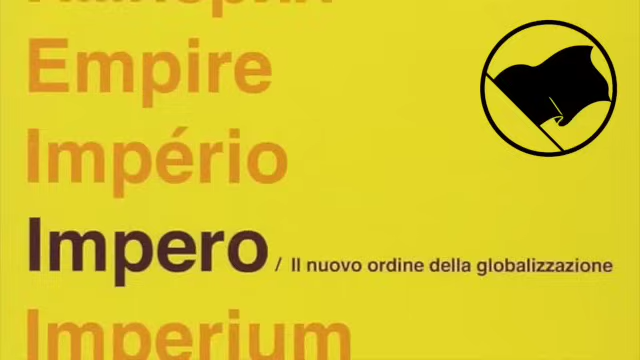 Empire
Império
Impero / Il nuovo ordine della globalizzazione
Imperium